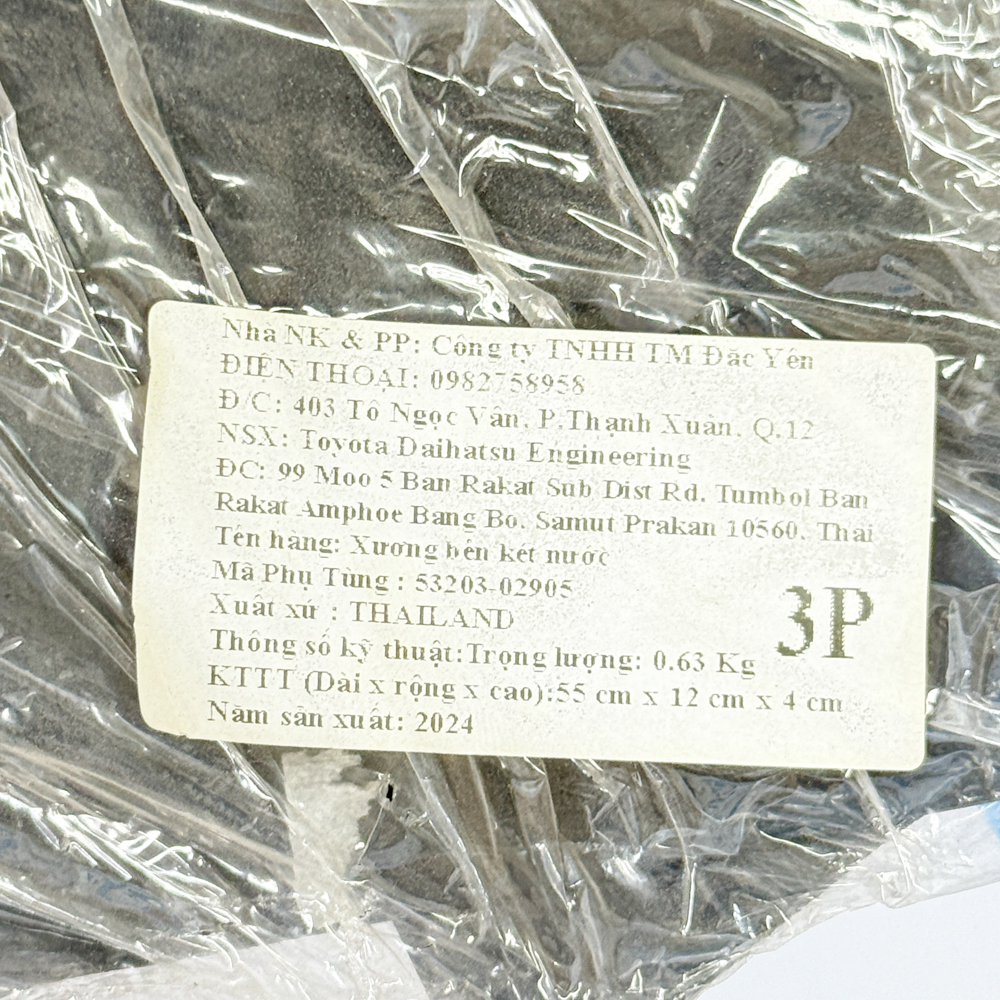 Nhà NK & PP: Công ty TNHH TM Đắc Yên
ĐIỆN THOẠI: 0982758958
Đ/C: 403 Tô Ngọc Vân, P.Thạnh Xuân, Q.12
NSX: Toyota Daihatsu Engineering
ĐC: 99 Moo 5 Ban Rakat Sub Dist Rd. Tumbol Ban
Rakat Amphoe Bang Bo, Samut Prakan 10560, Thai
Tên hàng: Xương bên két nước
Mã Phụ Tùng : 53203-02905
Xuất xứ : THAILAND
3P
Thông số kỹ thuật:Trọng lượng: 0.63 Kg
KTTT (Dài x rộng x cao):55 cm x 12 cm x 4 cm
Năm sản xuất: 2024